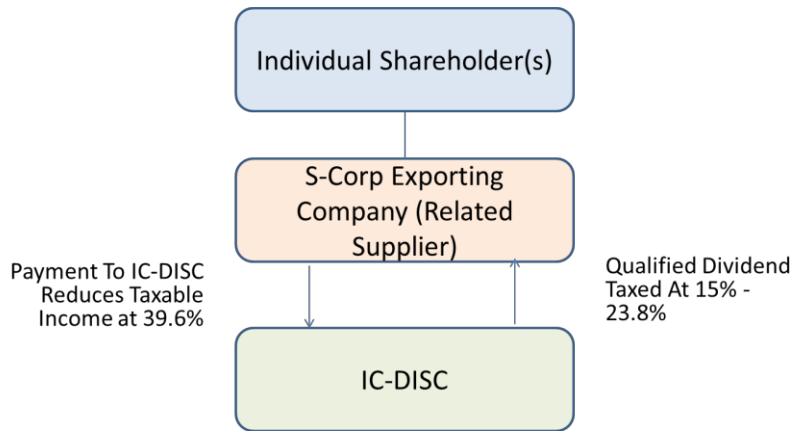 Individual Shareholder(s)
S-Corp Exporting
Company (Related
Supplier)
Payment To IC-DISC
Reduces Taxable
Income at 39.6%
Qualified Dividend
Taxed At 15% -
23.8%
IC-DISC